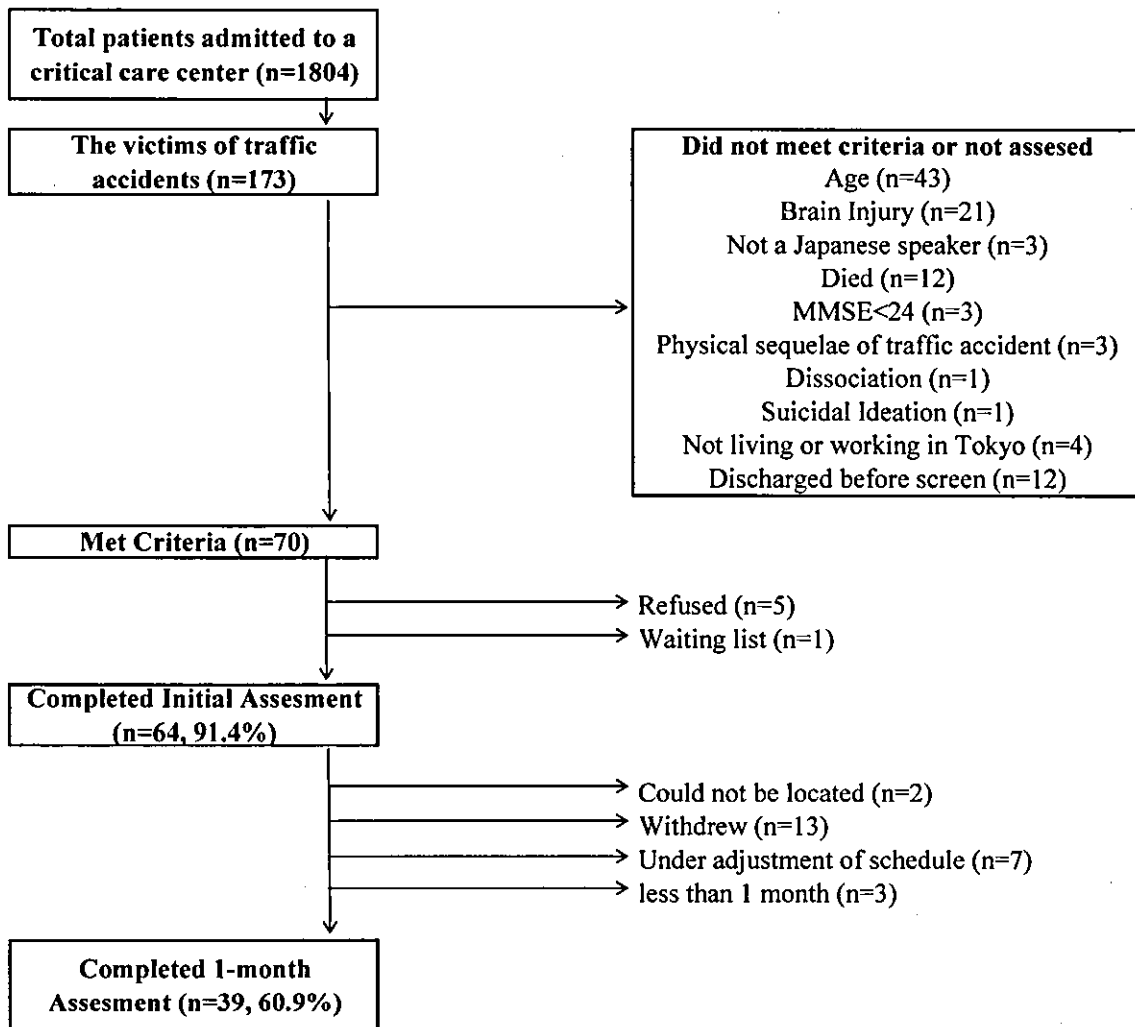 Total patients admitted to a
critical care center (n=1804)
The victims of traffic
accidents (n=173)
Did not meet criteria or not assesed
Age (n=43)
Brain Injury (n=21)
Not a Japanese speaker (n=3)
Died (n=12)
MMSE<24 (n=3)
Physical sequelae of traffic accident (n=3)
Dissociation (n=1)
Suicidal Ideation (n=1)
Not living or working in Tokyo (n=4)
Discharged before screen (n=12)
Met Criteria (n=70)
Refused (n=5)
Waiting list (n=1)
Completed Initial Assesment
(n=64, 91.4%)
Could not be located (n=2)
Withdrew (n=13)
Under adjustment of schedule (n=7)
less than 1 month (n=3)
Completed 1-month
Assesment (n=39, 60.9%)